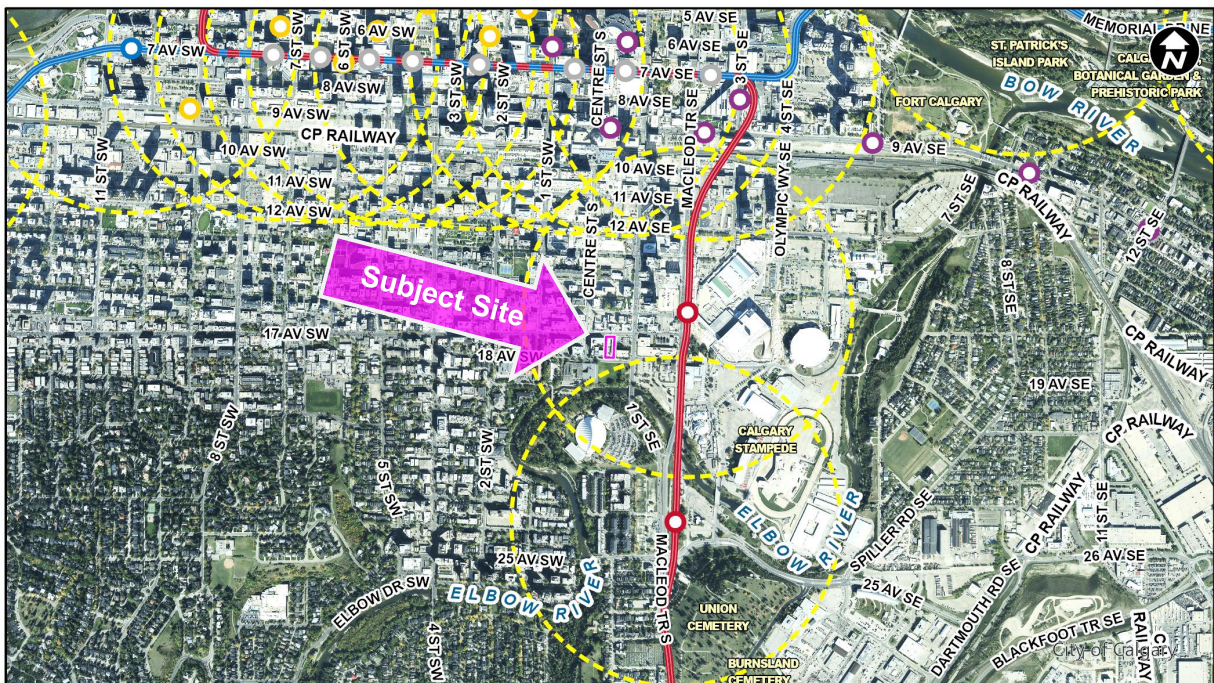 5 AV SE
MEMORIAL
6 AV SW
7 AV SW
7 ST SW
6 ST SW
3 ST SW
2 ST SW
CENTRE ST S
6 AV SE
7 AV SE
3 ST SE
ST. PATRICK'S
ISLAND PARK
N
BOTANICAL GARDEN &
PREHISTORIC PARK
BOW RIVER
8 AV SW
8 AV SE
4 ST SE
FORT CALGARY
9 AV SW
CP RAILWAY
9 AV SE
10 AV SW
11 ST SW
1 ST SW
10 AV SE
MACLEOD TR SE
11 AV SW
11 AV SE
CP RAILWAY
7 ST SE
12 AV SW
12 AV SE
OLYMPIC WY SE
12 ST SE
CENTRE ST S
8 ST SE
Subject Site
17 AV SW
18 AV SW
CP RAILWAY
19 AV SE
8 ST SW
5 ST SW
2 ST SW
1 ST SE
CALGARY
STAMPEDE
CP RAILWAY
ELBOW RIVER
SPILLER RD SE
CP RAILWAY
11 ST SE
25 AV SW
MACLEOD TR S
26 AV SE
25 AV SE
ELBOW DR SW
ELBOW RIVER
UNION
CEMETERY
DARTMOUTH RD SE
BLACKFOOT TR SE
4 ST SW
BURNSLAND
CEMETERY
City of Calgary
RAILWAY
CP